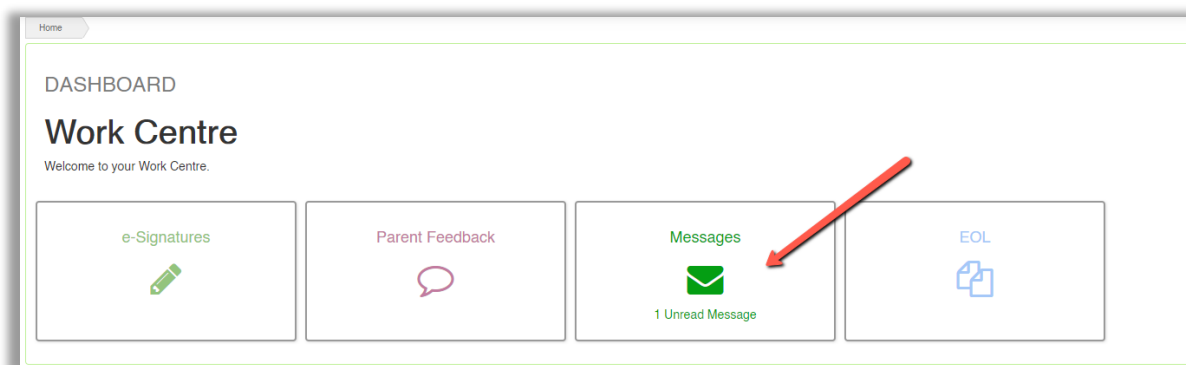 Home
DASHBOARD
Work Centre
Welcome to your Work Centre.
e-Signatures
Parent Feedback
Messages
EOL
1 Unread Message